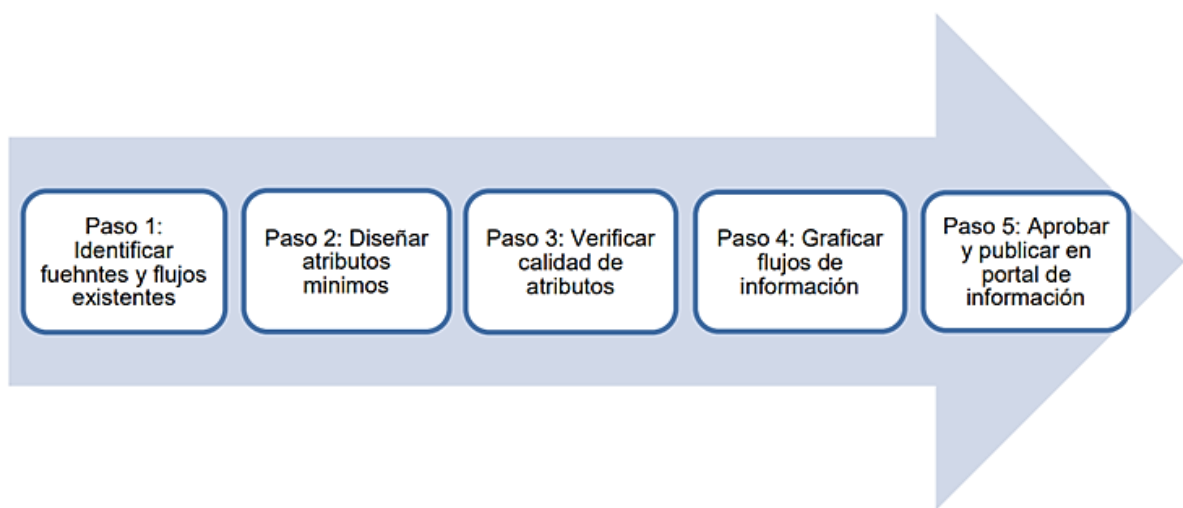 Paso 1:
Identificar
fuehntes y flujos
existentes
Paso 2: Diseñar
atributos
minimos
Paso 3: Verificar
calidad de
atributos
Paso 4: Graficar
flujos de
información
Paso 5: Aprobar
y publicar en
portal de
información